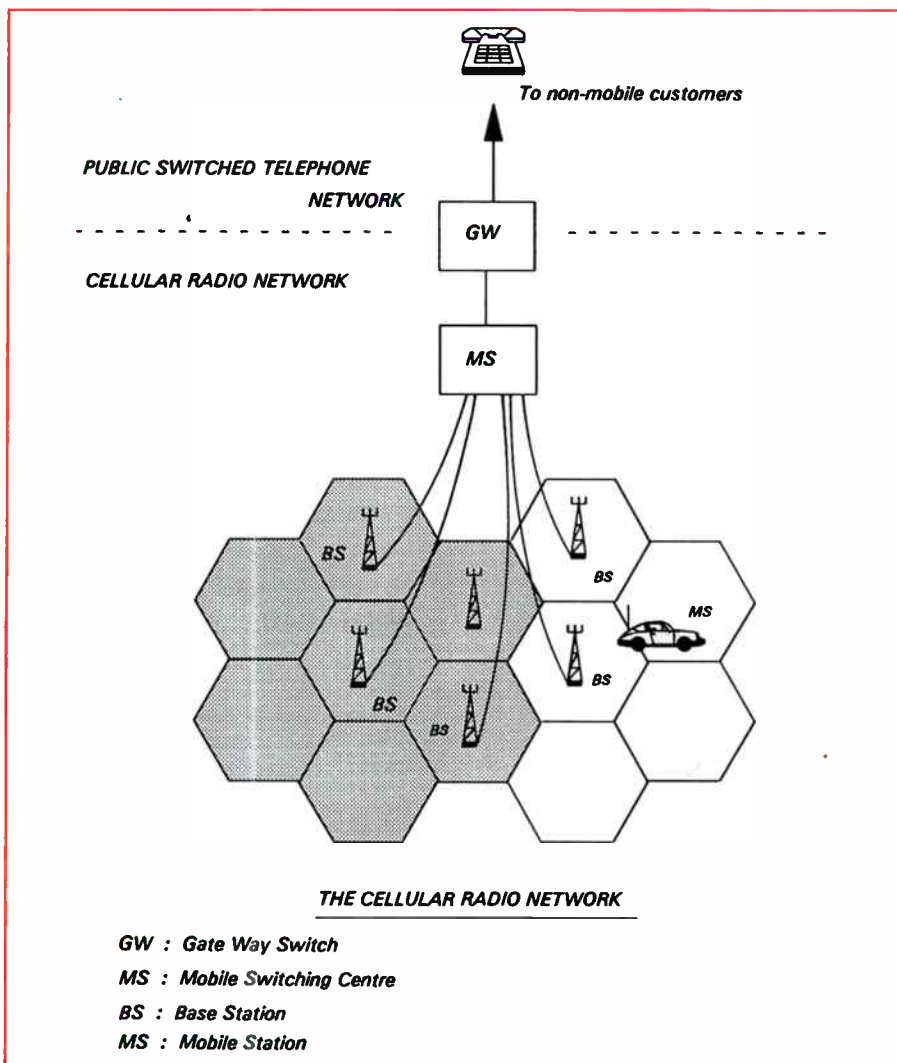 To non-mobile customers
PUBLIC SWITCHED TELEPHONE
NETWORK
GW
CELLULAR RADIO NETWORK
MS
BS
BS
MS
BS
BS
BS
THE CELLULAR RADIO NETWORK
GW : Gate Way Switch
MS : Mobile Switching Centre
BS : Base Station
MS : Mobile Station